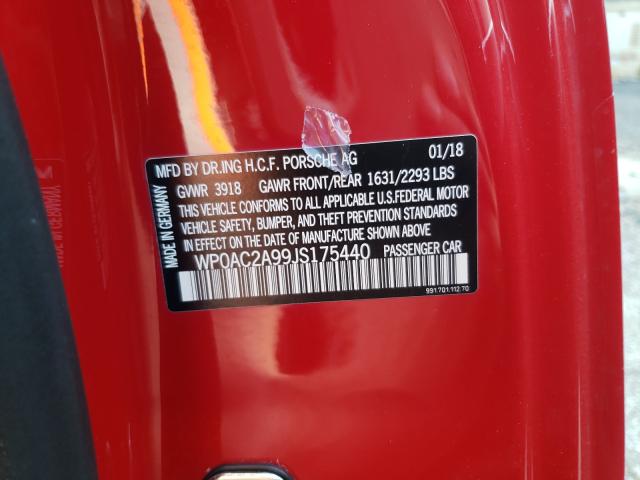 MFD BY DR.ING H.C.F. PORSCHE AG 01/18
GVWR 3918 GAWR FRONT/REAR 1631/2293 LBS
THIS VEHICLE CONFORMS TO ALL APPLICABLE U.S.FEDERAL MOTOR
VEHICLE SAFETY, BUMPER, AND THEFT PREVENTION STANDARDS
IN EFFECT ON THE DATE OF MANUFACTURE SHOWN ABOVE
WP0AC2A99JS175440 PASSENGER CAR
991.701.112.70
MADE IN GERMANY